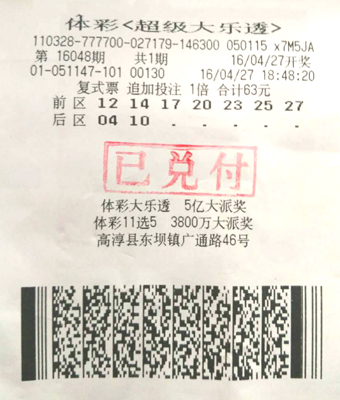 体彩<超级大乐透>
110328-777700-027179-146300 050115 x7M5JA
第 16048期 共1期 16/04/27开奖
01-051147-101 00130 16/04/27 18:48:20
复式票 追加投注 1倍 合计63元
前区 12 14 17 20 23 25 27
后区 04 10 . . . . .
已兑付
体彩大乐透 5亿大派奖
体彩11选5 3800万大派奖
高淳县东坝镇广通路46号